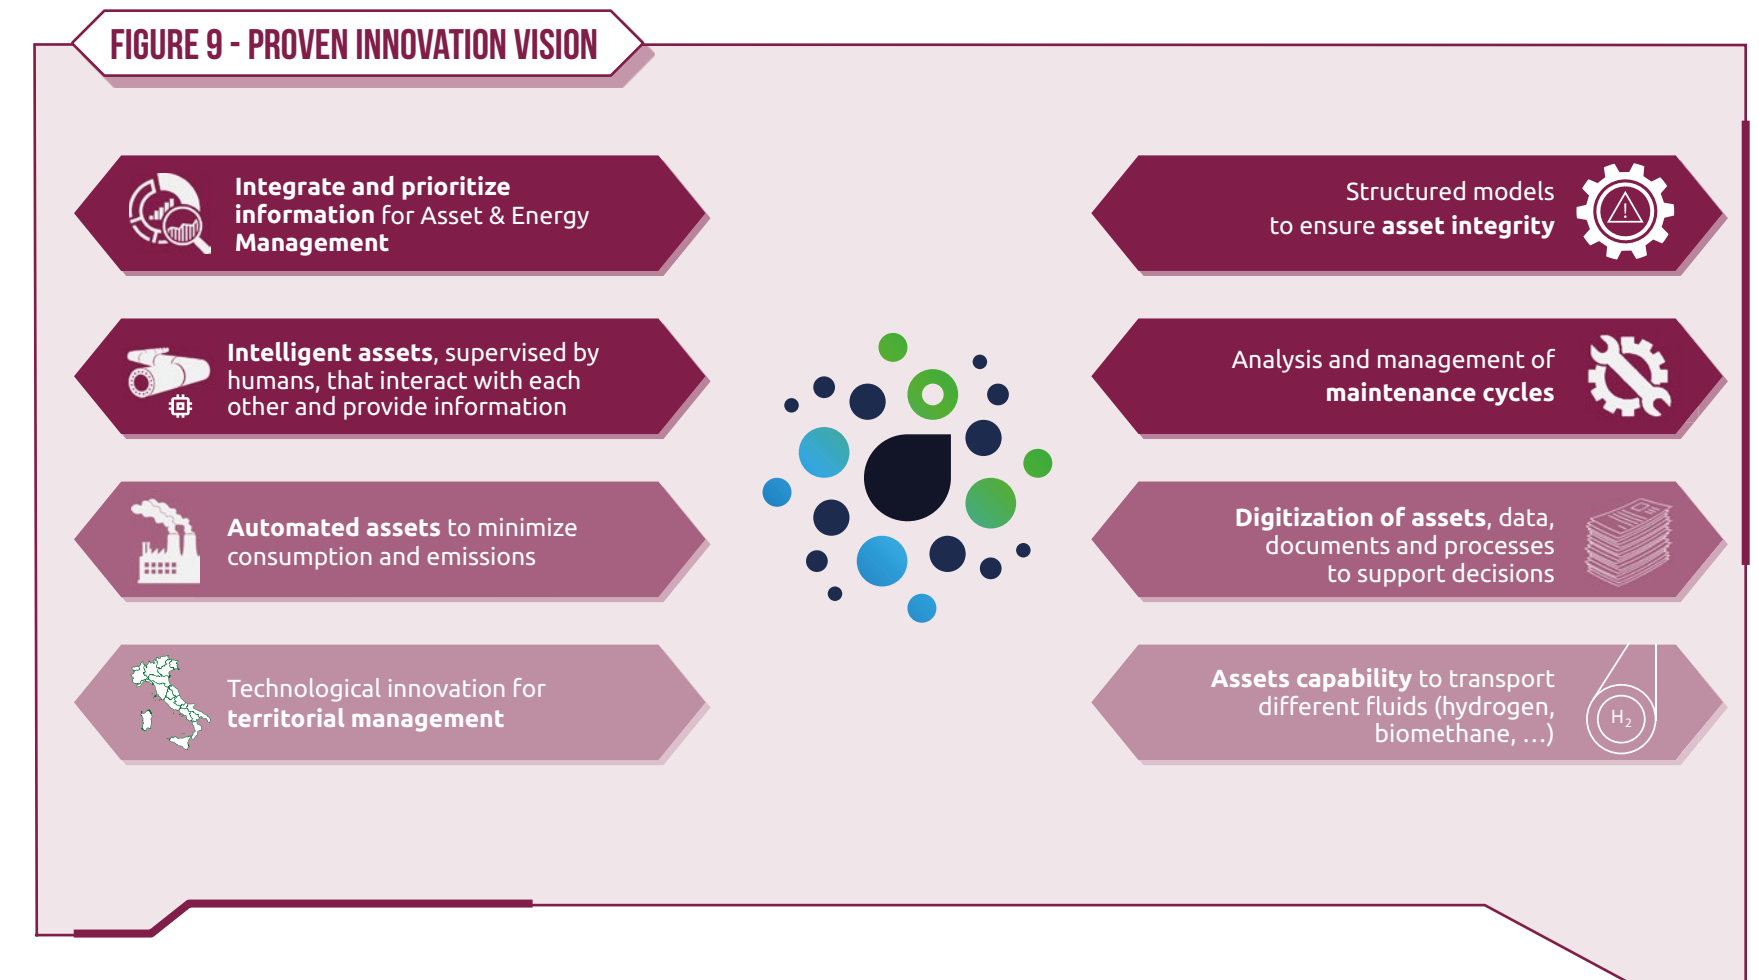 FIGURE 9 - PROVEN INNOVATION VISION
Integrate and prioritize
information for Asset & Energy
Management
Intelligent assets, supervised by
humans, that interact with each
other and provide information
Automated assets to minimize
consumption and emissions
Technological innovation for
territorial management
Structured models
to ensure asset integrity
Analysis and management of
maintenance cycles
Digitization of assets, data,
documents and processes
to support decisions
Assets capability to transport
different fluids (hydrogen,
biomethane, ...)
H₂